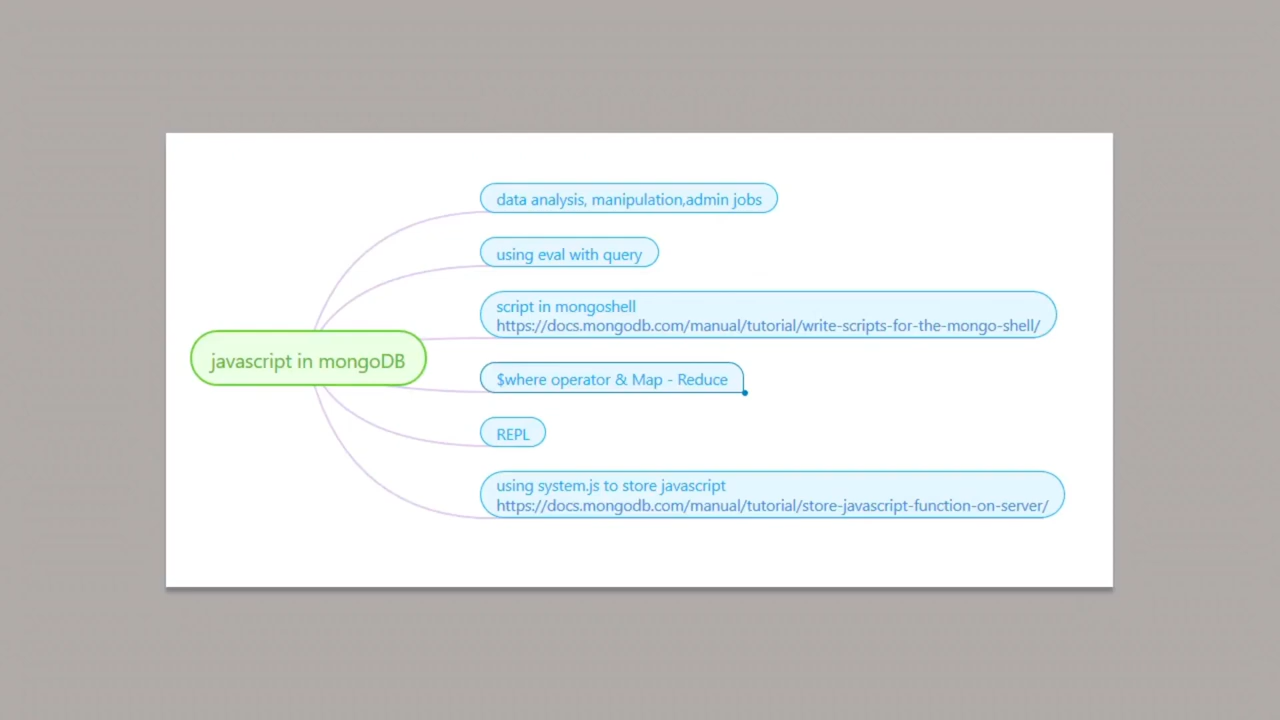 data analysis, manipulation,admin jobs
using eval with query
script in mongoshell
https://docs.mongodb.com/manual/tutorial/write-scripts-for-the-mongo-shell/
javascript in mongoDB
$where operator & Map - Reduce
REPL
using system.js to store javascript
https://docs.mongodb.com/manual/tutorial/store-javascript-function-on-server/